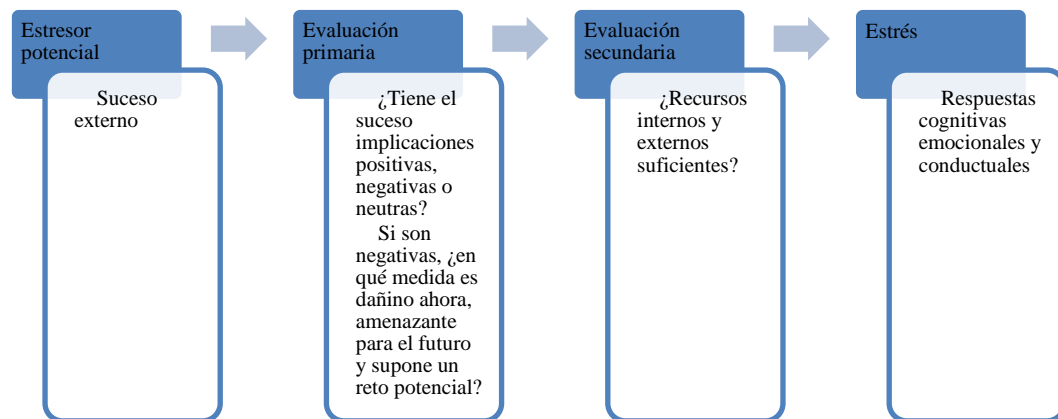 Estresor
potencial
Suceso
externo
Evaluación
primaria
¿Tiene el
suceso
implicaciones
positivas,
negativas o
neutras?
Si son
negativas, ¿en
qué medida es
dañino ahora,
amenazante
para el futuro
y supone un
reto potencial?
Evaluación
secundaria
¿Recursos
internos y
externos
suficientes?
Estrés
Respuestas
cognitivas
emocionales y
conductuales